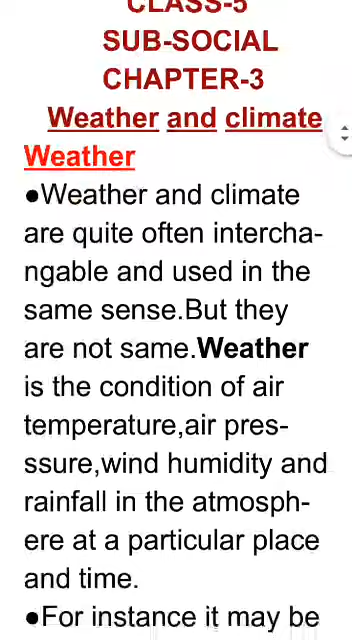 CLASS-5
SUB-SOCIAL
CHAPTER-3
Weather and climate
Weather
●Weather and climate
are quite often intercha-
ngable and used in the
same sense.But they
are not same.Weather
is the condition of air
temperature,air pres-
ssure,wind humidity and
rainfall in the atmosph-
ere at a particular place
and time.
●For instance it may be